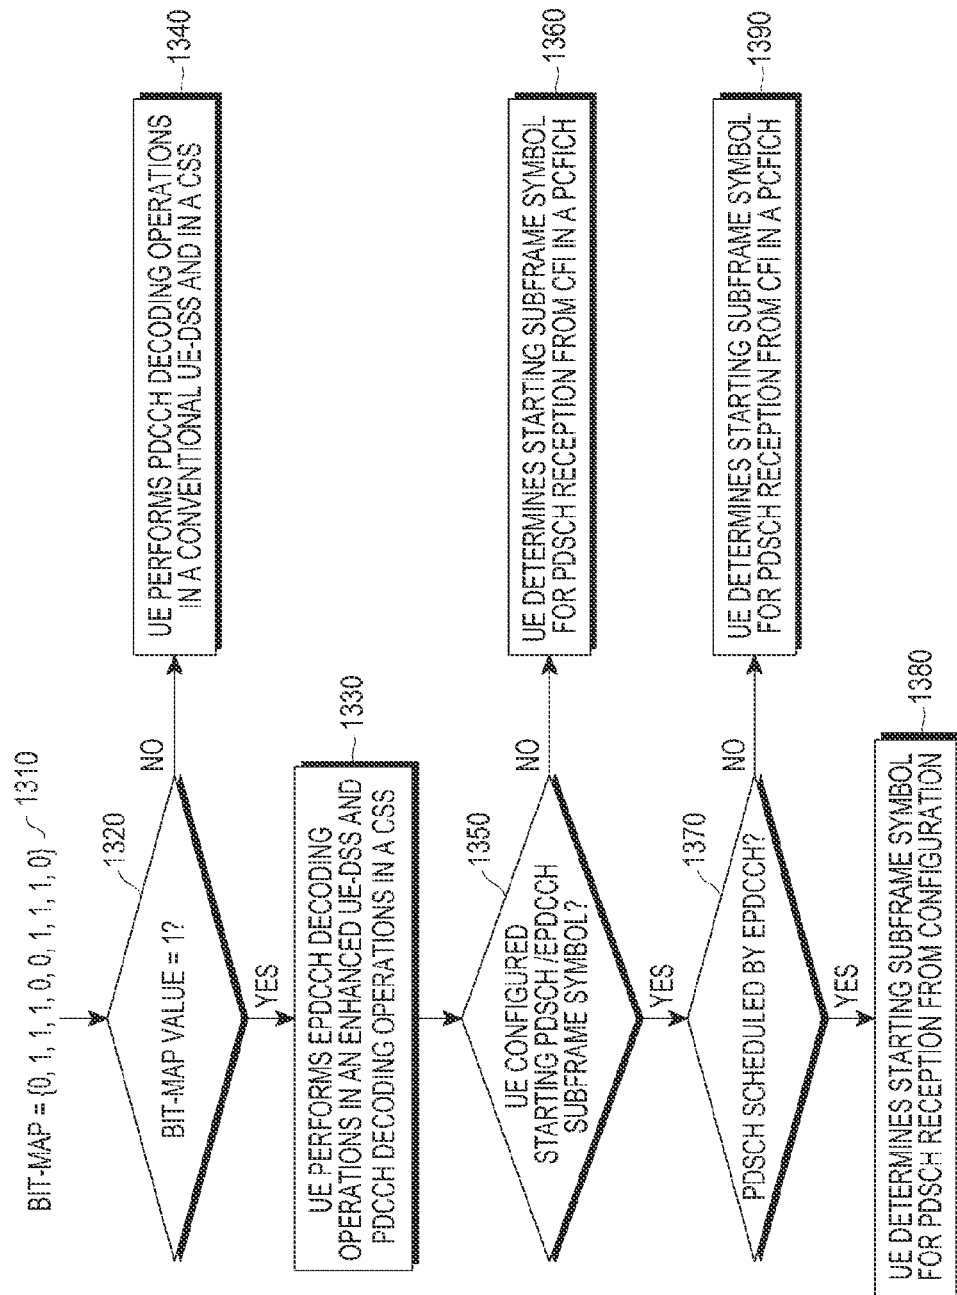 BIT-MAP = {0, 1, 1, 1, 0, 0, 1, 1, 1, 0} 1310
1320
BIT-MAP VALUE = 1?
NO
1340
UE PERFORMS PDCCH DECODING OPERATIONS
IN A CONVENTIONAL UE-DSS AND IN A CSS
YES
1330
UE PERFORMS EPDCCH DECODING
OPERATIONS IN AN ENHANCED UE-DSS AND
PDCCH DECODING OPERATIONS IN A CSS
1350
UE CONFIGURED
STARTING PDSCH/EPDCCH
SUBFRAME SYMBOL?
NO
1360
UE DETERMINES STARTING SUBFRAME SYMBOL
FOR PDSCH RECEPTION FROM CFI IN A PCFICH
YES
1370
PDSCH SCHEDULED BY EPDCCH?
NO
1390
UE DETERMINES STARTING SUBFRAME SYMBOL
FOR PDSCH RECEPTION FROM CFI IN A PCFICH
YES
1380
UE DETERMINES STARTING SUBFRAME SYMBOL
FOR PDSCH RECEPTION FROM CONFIGURATION